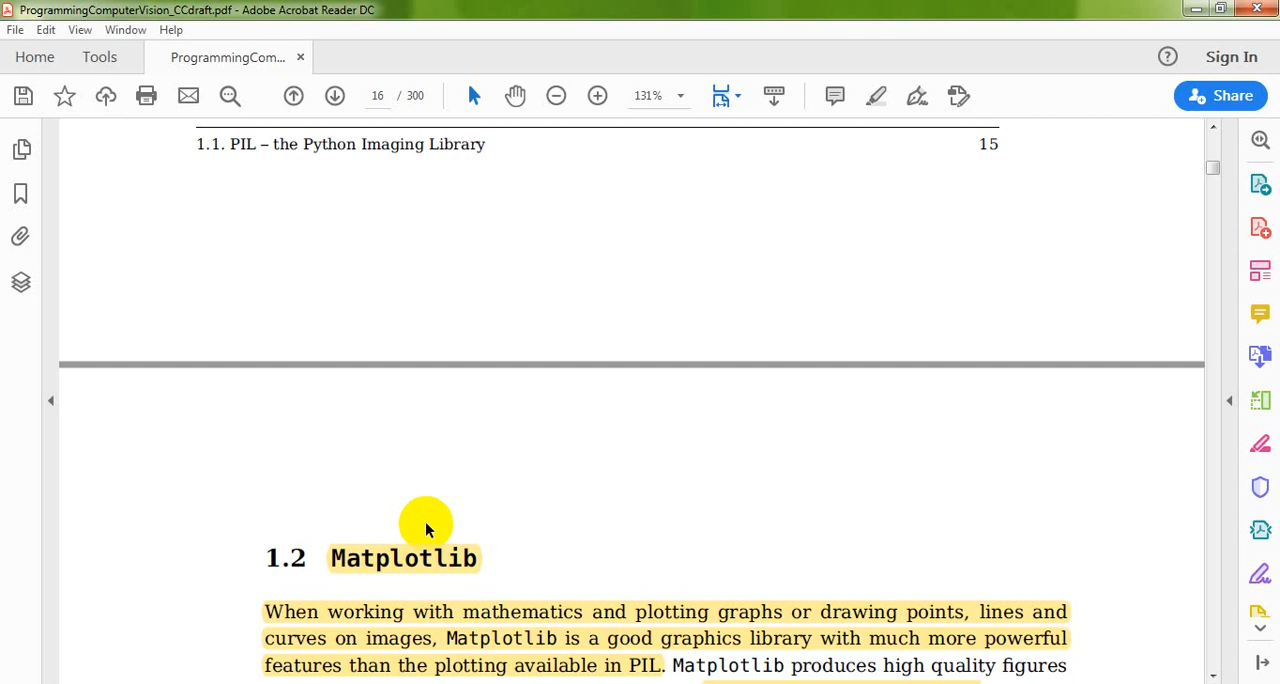 ProgrammingComputerVision_CCdraft.pdf - Adobe Acrobat Reader DC
File Edit View Window Help
Home Tools ProgrammingCom... ×
Sign In
16 / 300
131%
Share
1.1. PIL – the Python Imaging Library 15
1.2 Matplotlib
When working with mathematics and plotting graphs or drawing points, lines and
curves on images, Matplotlib is a good graphics library with much more powerful
features than the plotting available in PIL. Matplotlib produces high quality figures